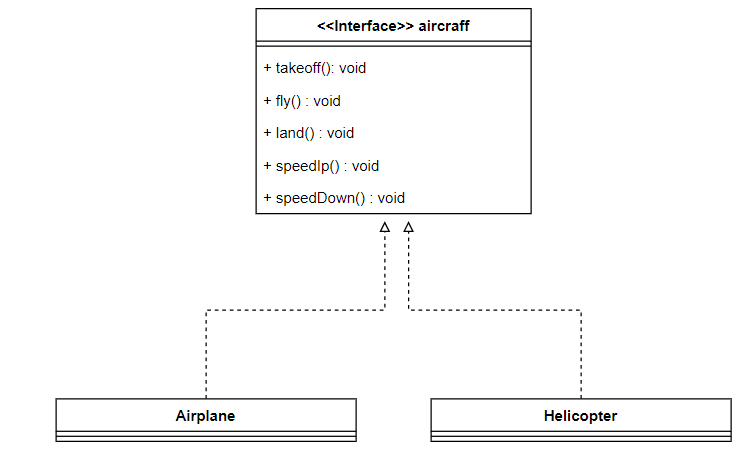 <<Interface>> aircraff
+ takeoff(): void
+ fly() : void
+ land() : void
+ speedIp() : void
+ speedDown() : void
Airplane
Helicopter